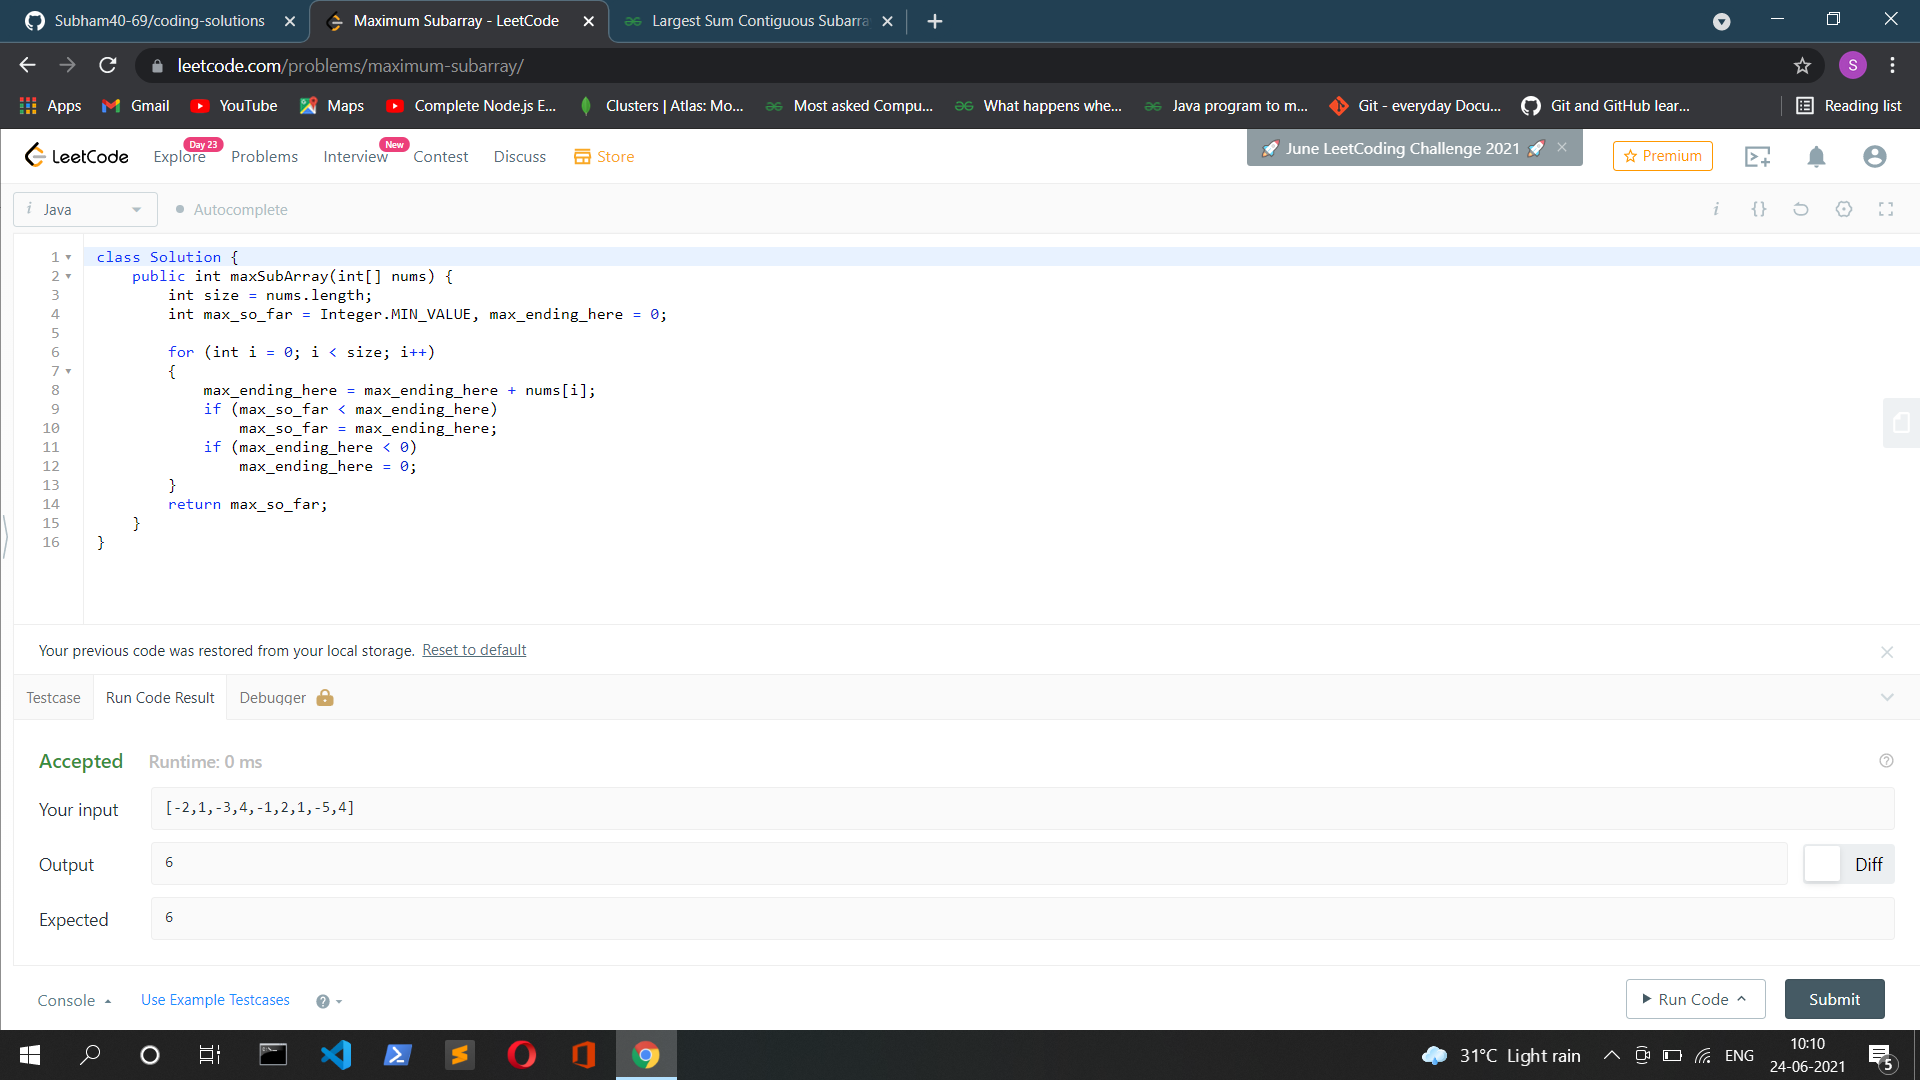 Subham40-69/coding-solutions
Maximum Subarray - LeetCode
Largest Sum Contiguous Subarra
leetcode.com/problems/maximum-subarray/
S
Apps
Gmail
YouTube
Maps
Complete Node.js E...
Clusters | Atlas: Mo...
Most asked Compu...
What happens whe...
Java program to m...
Git - everyday Docu...
Git and GitHub lear...
Reading list
LeetCode
Explore
Day 23
Problems
Interview
New
Contest
Discuss
Store
June LeetCoding Challenge 2021
Premium
i Java
Autocomplete
i {}
1 class Solution {
2 public int maxSubArray(int[] nums) {
3 int size = nums.length;
4 int max_so_far = Integer.MIN_VALUE, max_ending_here = 0;
5
6 for (int i = 0; i < size; i++)
7 {
8 max_ending_here = max_ending_here + nums[i];
9 if (max_so_far < max_ending_here)
10 max_so_far = max_ending_here;
11 if (max_ending_here < 0)
12 max_ending_here = 0;
13 }
14 return max_so_far;
15 }
16 }
Your previous code was restored from your local storage. Reset to default
Testcase
Run Code Result
Debugger
Accepted Runtime: 0 ms
Your input
[-2,1,-3,4,-1,2,1,-5,4]
Output
6
Diff
Expected
6
Console
Use Example Testcases
Run Code
Submit
31°C Light rain
ENG
10:10
24-06-2021
5